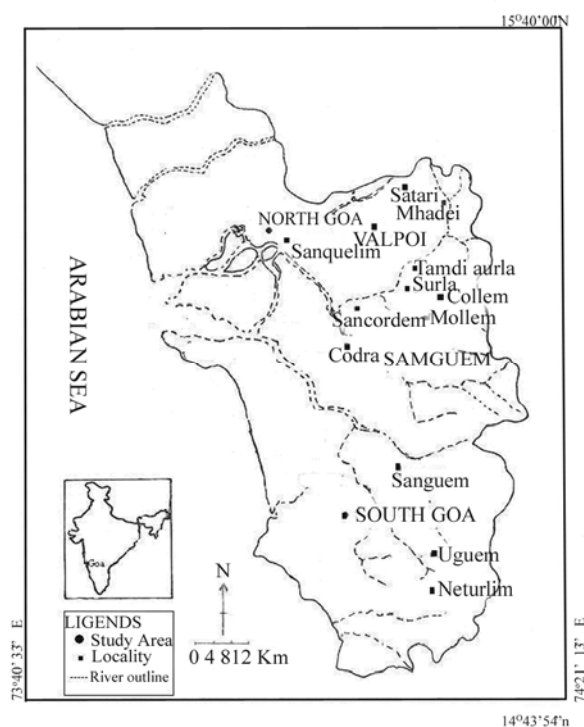 15°40'00N
Satari
Mhadei
NORTH GOA
VALPOI
Sanquelim
ARABIAN SEA
Tamdi aurla
Surla
Collem
Sancordem
Mollem
Codra
SAMGUEM
Sanguem
SOUTH GOA
Goa
N
Uguem
Neturlim
LIGENDS
Study Area
Locality
River outline
0 4 8 12 Km
73°40'33" E
74°21' 13" E
14°43'54"n